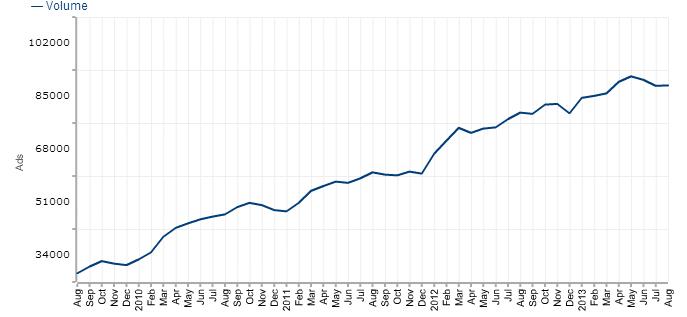 Volume
102000
85000
68000
51000
34000
Ads
Aug Sep Oct Nov Dec 2010 Feb Mar Apr May Jun Jul Aug Sep Oct Nov Dec 2011 Feb Mar Apr May Jun Jul Aug Sep Oct Nov Dec 2012 Feb Mar Apr May Jun Jul Aug Sep Oct Nov Dec 2013 Feb Mar Apr May Jun Jul Aug